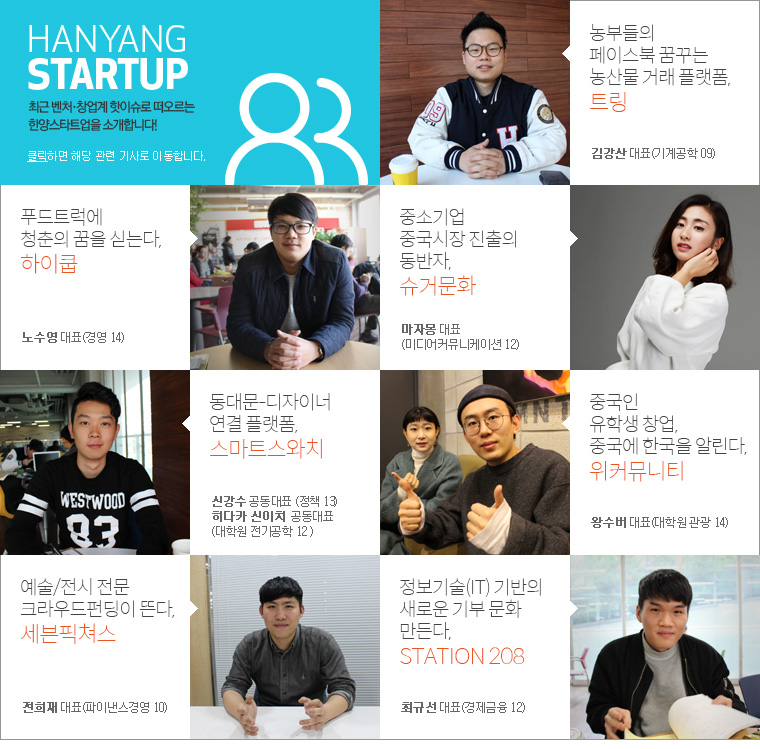 HANYANG
STARTUP
최근 벤처·창업계 핫이슈로 떠오르는
한양스타트업을 소개합니다!
클릭하면 해당 관련 기사로 이동합니다.
농부들의
페이스북 꿈꾸는
농산물 거래 플랫폼,
트링
김강산 대표(기계공학 09)
푸드트럭에
청춘의 꿈을 싣는다,
하이쿱
노수영 대표(경영 14)
중소기업
중국시장 진출의
동반자,
슈거문화
마자몽 대표
(미디어커뮤니케이션 12)
WESTWOOD
83
동대문-디자이너
연결 플랫폼,
스마트스와치
신강수 공동대표 (정책 13)
히다카 신이치 공동대표
(대학원 전기공학 12 )
중국인
유학생 창업,
중국에 한국을 알린다,
위커뮤니티
왕수버 대표(대학원 관광 14)
예술/전시 전문
크라우드펀딩이 뜬다,
세븐픽쳐스
전희재 대표(파이낸스경영 10)
정보기술(IT) 기반의
새로운 기부 문화
만든다,
STATION 208
최규선 대표(경제금융 12)